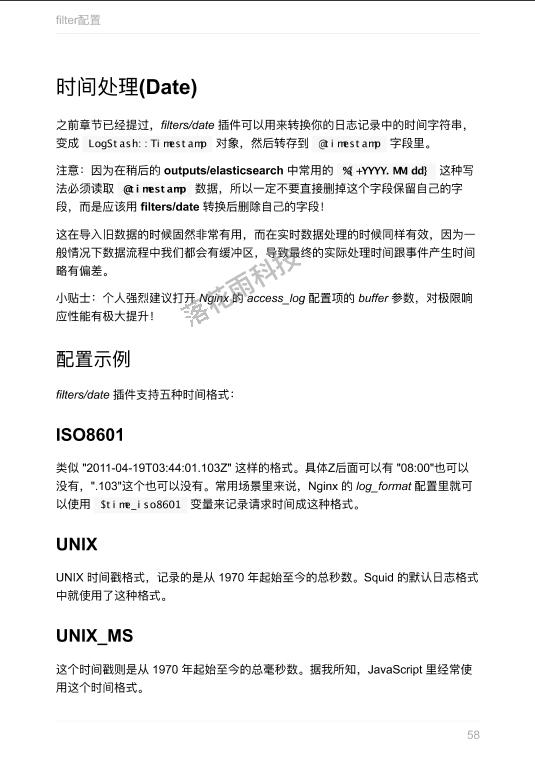 filter配置
时间处理(Date)
之前章节已经提过，filters/date 插件可以用来转换你的日志记录中的时间字符串，
变成 LogStash::Timestamp 对象，然后转存到 @timestamp 字段里。
注意：因为在稍后的 outputs/elasticsearch 中常用的 %{+YYYY.MM.dd} 这种写
法必须读取 @timestamp 数据，所以一定不要直接删掉这个字段保留自己的字
段，而是应该用 filters/date 转换后删除自己的字段！
这在导入旧数据的时候固然非常有用，而在实时数据处理的时候同样有效，因为一
般情况下数据流程中我们都会有缓冲区，导致最终的实际处理时间跟事件产生时间
略有偏差。
小贴士：个人强烈建议打开 Nginx 的 access_log 配置项的 buffer 参数，对极限响
应性能有极大提升！
落花雨科技
配置示例
filters/date 插件支持五种时间格式：
ISO8601
类似 "2011-04-19T03:44:01.103Z" 这样的格式。具体Z后面可以有 "08:00"也可以
没有，".103"这个也可以没有。常用场景里来说，Nginx 的 log_format 配置里就可
以使用 $time_iso8601 变量来记录请求时间成这种格式。
UNIX
UNIX 时间戳格式，记录的是从 1970 年起始至今的总秒数。Squid 的默认日志格式
中就使用了这种格式。
UNIX_MS
这个时间戳则是从 1970 年起始至今的总毫秒数。据我所知，JavaScript 里经常使
用这个时间格式。
58